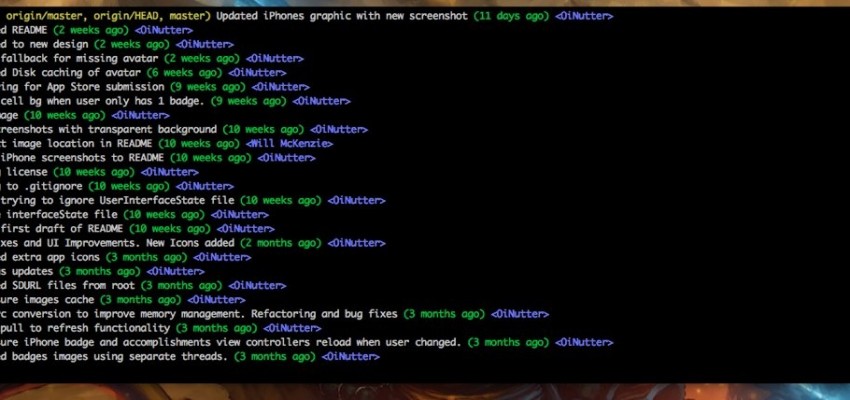 origin/master, origin/HEAD, master) Updated iPhones graphic with new screenshot (11 days ago) <OiNutter>
ed README (2 weeks ago) <OiNutter>
ed to new design (2 weeks ago) <OiNutter>
fallback for missing avatar (2 weeks ago) <OiNutter>
ed Disk caching of avatar (6 weeks ago) <OiNutter>
ing for App Store submission (9 weeks ago) <OiNutter>
cell bg when user only has 1 badge. (9 weeks ago) <OiNutter>
age (10 weeks ago) <OiNutter>
reenshots with transparent background (10 weeks ago) <OiNutter>
t image location in README (10 weeks ago) <Will McKenzie>
iPhone screenshots to README (10 weeks ago) <OiNutter>
license (10 weeks ago) <OiNutter>
to .gitignore (10 weeks ago) <OiNutter>
trying to ignore UserInterfaceState file (10 weeks ago) <OiNutter>
interfaceState file (10 weeks ago) <OiNutter>
first draft of README (10 weeks ago) <OiNutter>
xes and UI Improvements. New Icons added (2 months ago) <OiNutter>
ed extra app icons (3 months ago) <OiNutter>
s updates (3 months ago) <OiNutter>
ed SDURL files from root (3 months ago) <OiNutter>
ure images cache (3 months ago) <OiNutter>
rc conversion to improve memory management. Refactoring and bug fixes (3 months ago) <OiNutter>
pull to refresh functionality (3 months ago) <OiNutter>
ure iPhone badge and accomplishments view controllers reload when user changed. (3 months ago) <OiNutter>
ed badges images using separate threads. (3 months ago) <OiNutter>